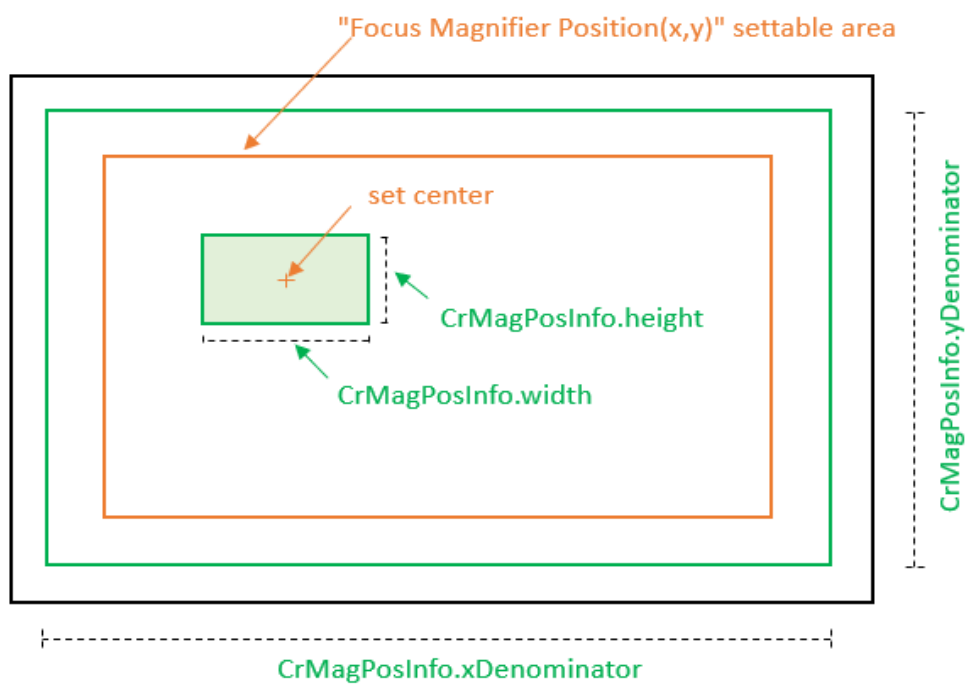 "Focus Magnifier Position(x,y)" settable area
set center
CrMagPosInfo.height
CrMagPosInfo.width
CrMagPosInfo.yDenominator
CrMagPosInfo.xDenominator